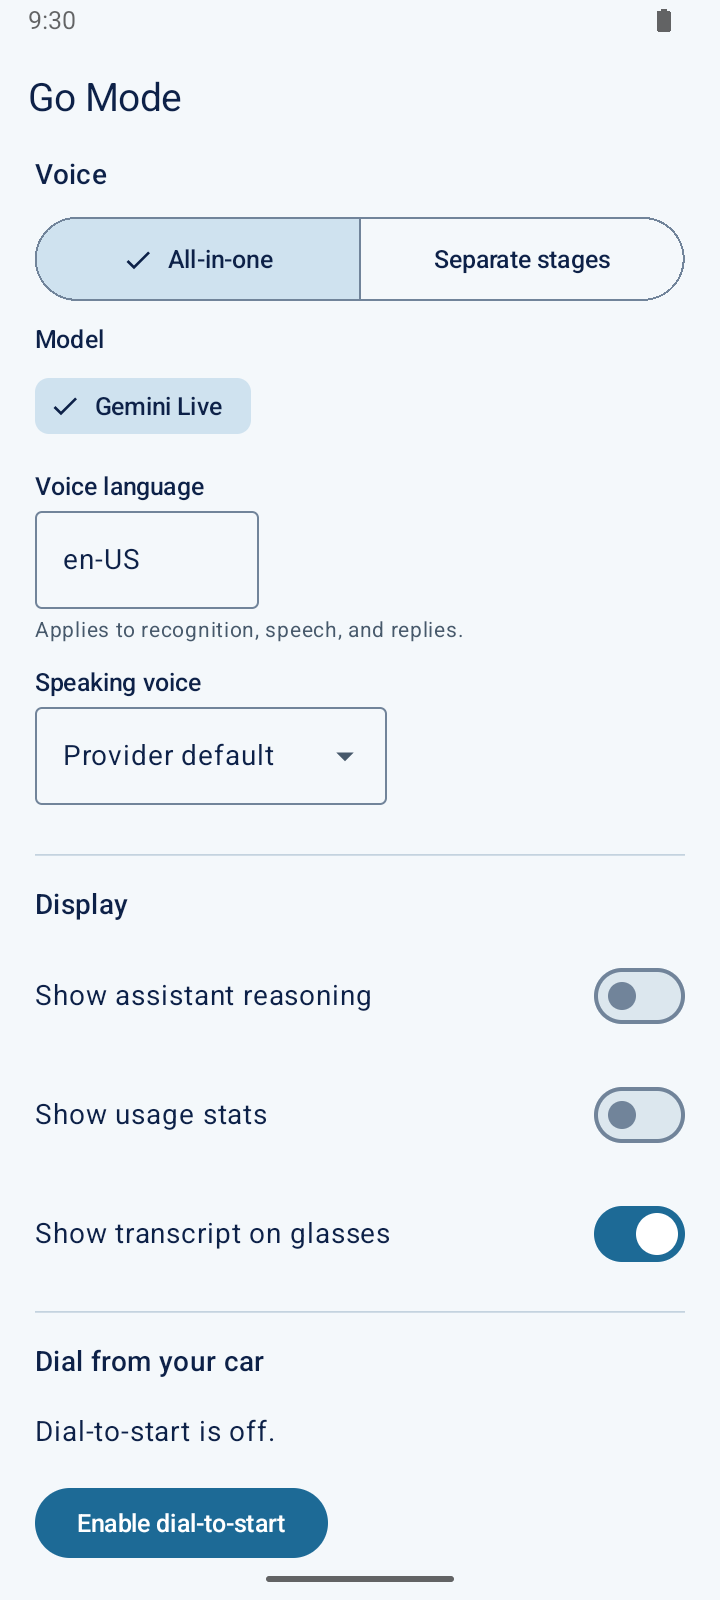 9:30
Go Mode
Voice
All-in-one
Separate stages
Model
Gemini Live
Voice language
en-US
Applies to recognition, speech, and replies.
Speaking voice
Provider default
Display
Show assistant reasoning
Show usage stats
Show transcript on glasses
Dial from your car
Dial-to-start is off.
Enable dial-to-start